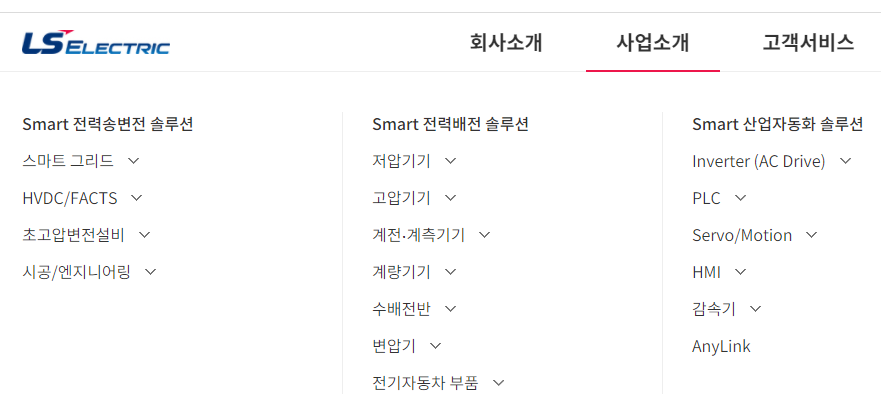 LS ELECTRIC
회사소개
사업소개
고객서비스
Smart 전력송변전 솔루션
스마트 그리드
HVDC/FACTS
초고압변전설비
시공/엔지니어링
Smart 전력배전 솔루션
저압기기
고압기기
계전·계측기기
계량기기
수배전반
변압기
전기자동차 부품
Smart 산업자동화 솔루션
Inverter (AC Drive)
PLC
Servo/Motion
HMI
감속기
AnyLink